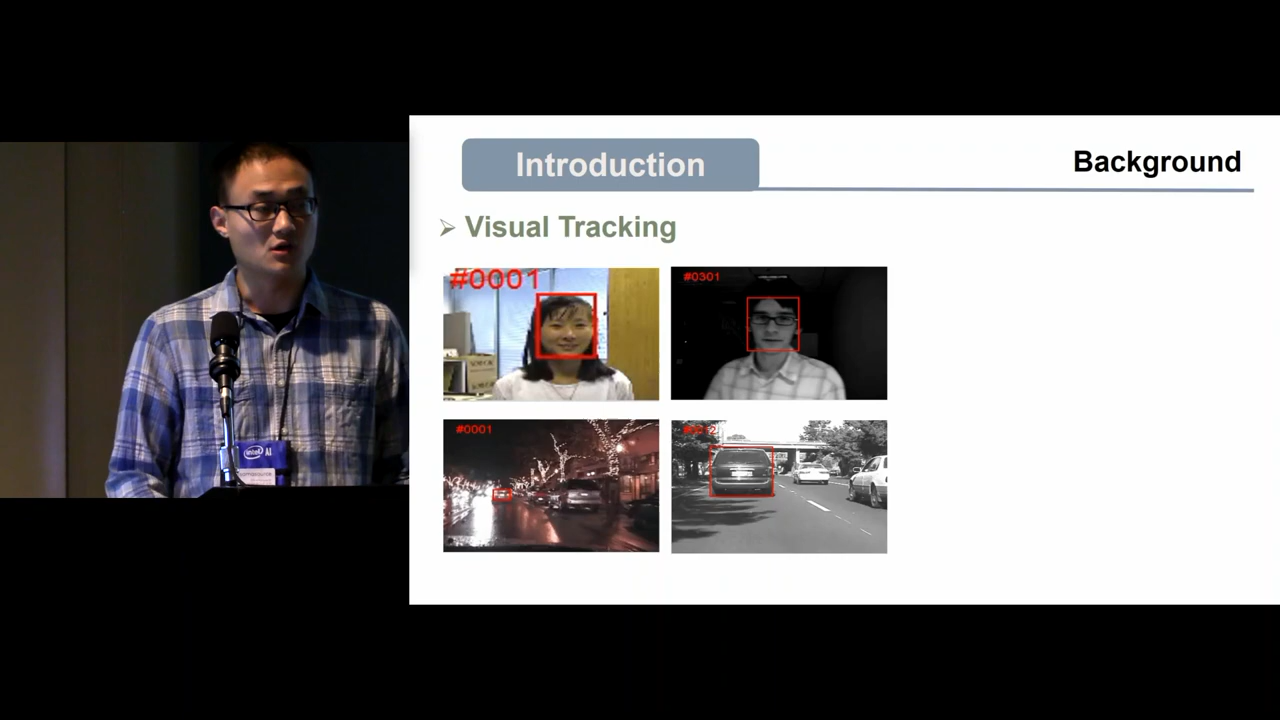 Introduction
Background
Visual Tracking
#0001
#0301
#0001
intel AI